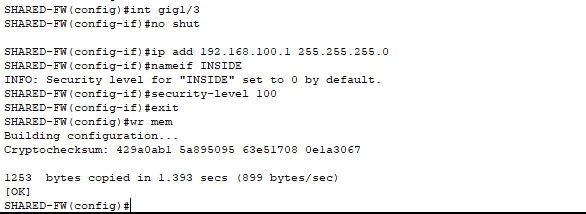 SHARED-FW(config)#int gig1/3
SHARED-FW(config-if)#no shut
SHARED-FW(config-if)#ip add 192.168.100.1 255.255.255.0
SHARED-FW(config-if)#nameif INSIDE
INFO: Security level for "INSIDE" set to 0 by default.
SHARED-FW(config-if)#security-level 100
SHARED-FW(config-if)#exit
SHARED-FW(config)#wr mem
Building configuration...
Cryptochecksum: 429a0ab1 5a895095 63e51708 0e1a3067
1253 bytes copied in 1.393 secs (899 bytes/sec)
[OK]
SHARED-FW(config)#